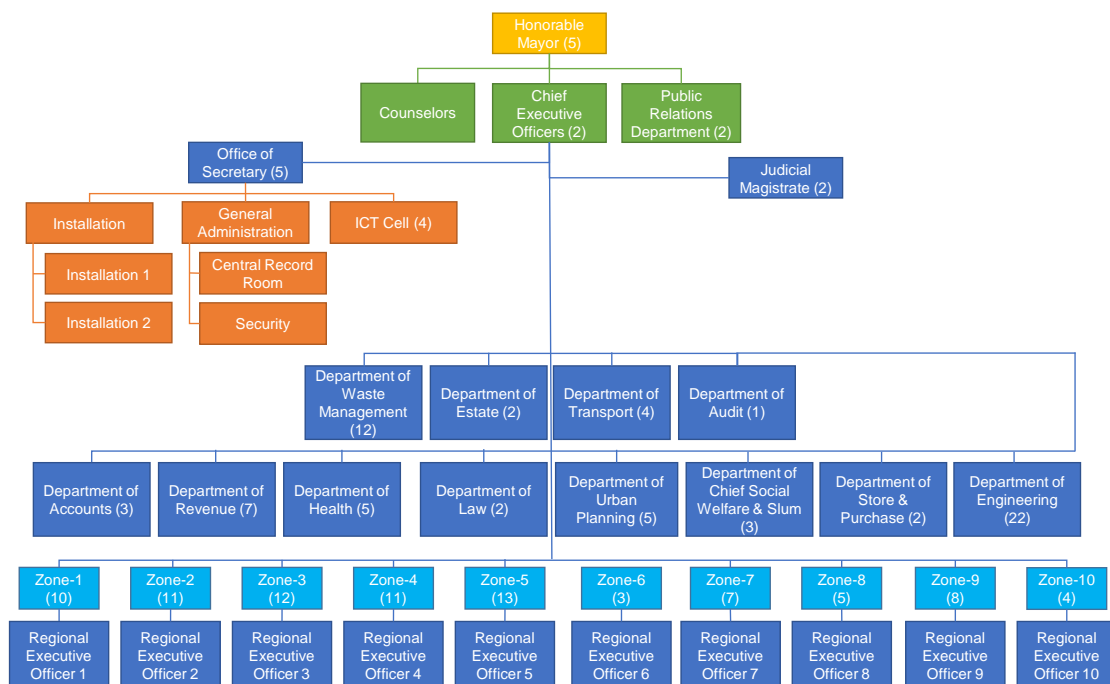 Honorable
Mayor (5)
Counselors
Chief
Executive
Officers (2)
Public
Relations
Department (2)
Office of
Secretary (5)
Judicial
Magistrate (2)
Installation
General
Administration
ICT Cell (4)
Installation 1
Central Record
Room
Installation 2
Security
Department of
Waste
Management
(12)
Department of
Estate (2)
Department of
Transport (4)
Department of
Audit (1)
Department of
Accounts (3)
Department of
Revenue (7)
Department of
Health (5)
Department of
Law (2)
Department of
Urban
Planning (5)
Department of
Chief Social
Welfare & Slum
(3)
Department of
Store &
Purchase (2)
Department of
Engineering
(22)
Zone-1
(10)
Zone-2
(11)
Zone-3
(12)
Zone-4
(11)
Zone-5
(13)
Zone-6
(3)
Zone-7
(7)
Zone-8
(5)
Zone-9
(8)
Zone-10
(4)
Regional
Executive
Officer 1
Regional
Executive
Officer 2
Regional
Executive
Officer 3
Regional
Executive
Officer 4
Regional
Executive
Officer 5
Regional
Executive
Officer 6
Regional
Executive
Officer 7
Regional
Executive
Officer 8
Regional
Executive
Officer 9
Regional
Executive
Officer 10